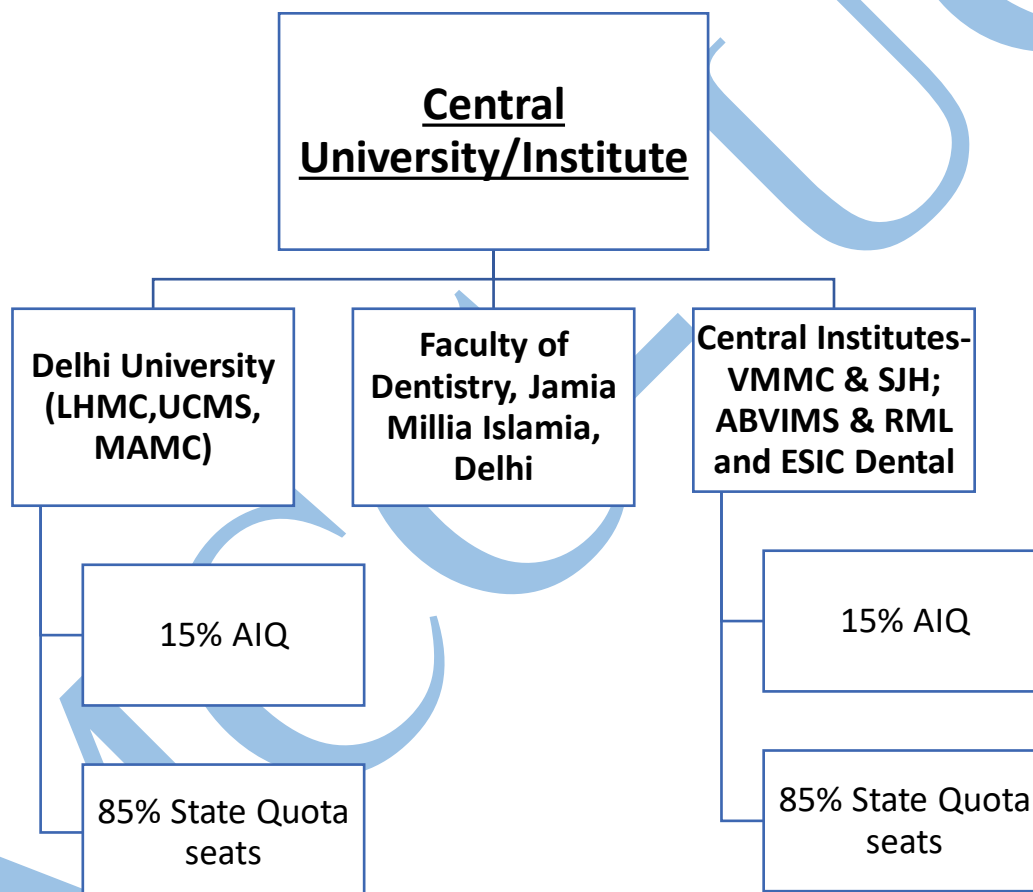 Central
University/Institute
Delhi University
(LHMC,UCMS,
MAMC)
Faculty of
Dentistry, Jamia
Millia Islamia,
Delhi
Central Institutes-
VMMC & SJH;
ABVIMS & RML
and ESIC Dental
15% AIQ
85% State Quota
seats
15% AIQ
85% State Quota
seats